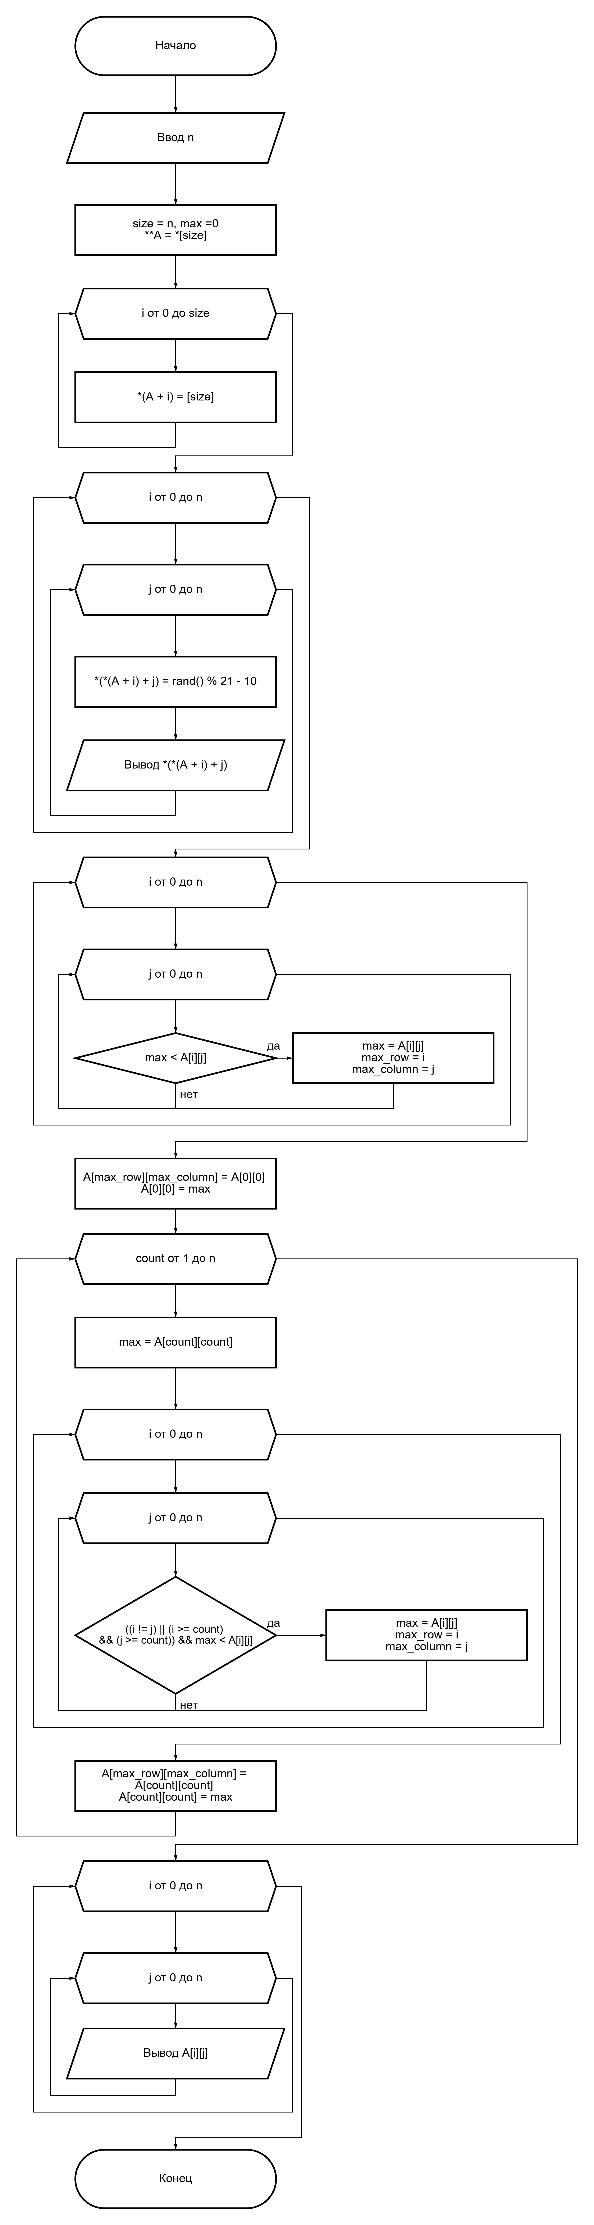 Начало
Ввод n
size = n, max =0
**A = *[size]
i от 0 до size
*(A + i) = [size]
i от 0 до n
j от 0 до n
*(*(A + i) + j) = rand() % 21 - 10
Вывод *(*(A + i) + j)
i от 0 до n
j от 0 до n
max < A[i][j]
да
max = A[i][j]
max_row = i
max_column = j
нет
A[max_row][max_column] = A[0][0]
A[0][0] = max
count от 1 до n
max = A[count][count]
i от 0 до n
j от 0 до n
((i != j) || (i >= count)
&& (j >= count)) && max < A[i][j]
да
max = A[i][j]
max_row = i
max_column = j
нет
A[max_row][max_column] =
A[count][count]
A[count][count] = max
i от 0 до n
j от 0 до n
Вывод A[i][j]
Конец